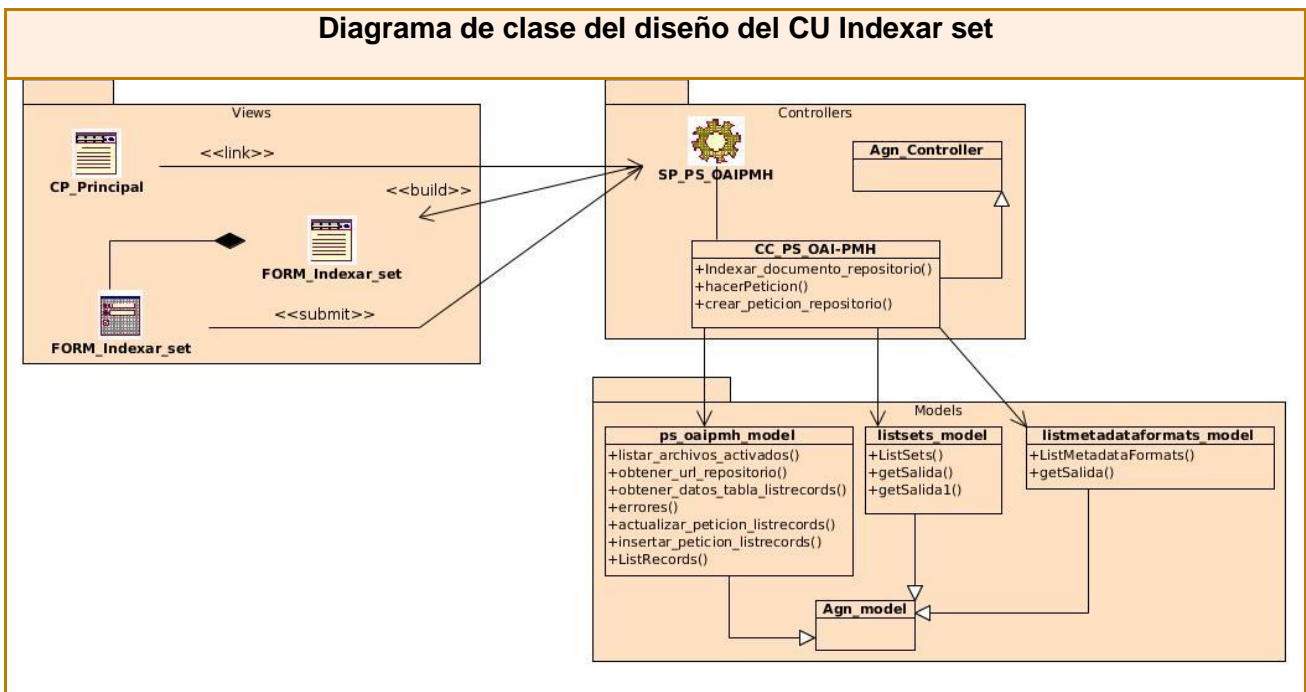 Diagrama de clase del diseño del CU Indexar set
Views
CP_Principal
<<link>>
<<build>>
FORM_Indexar_set
<<submit>>
FORM_Indexar_set
Controllers
SP_PS_OAIPMH
Agn_Controller
CC_PS_OAI-PMH
+Indexar_documento_repositorio()
+hacerPeticion()
+crear_peticion_repositorio()
Models
ps_oaipmh_model
+listar_archivos_activados()
+obtener_url_repositorio()
+obtener_datos_tabla_listrecords()
+errores()
+actualizar_peticion_listrecords()
+insertar_peticion_listrecords()
+ListRecords()
listsets_model
+ListSets()
+getSalida()
+getSalida1()
listmetadataformats_model
+ListMetadataFormats()
+getSalida()
Agn_model